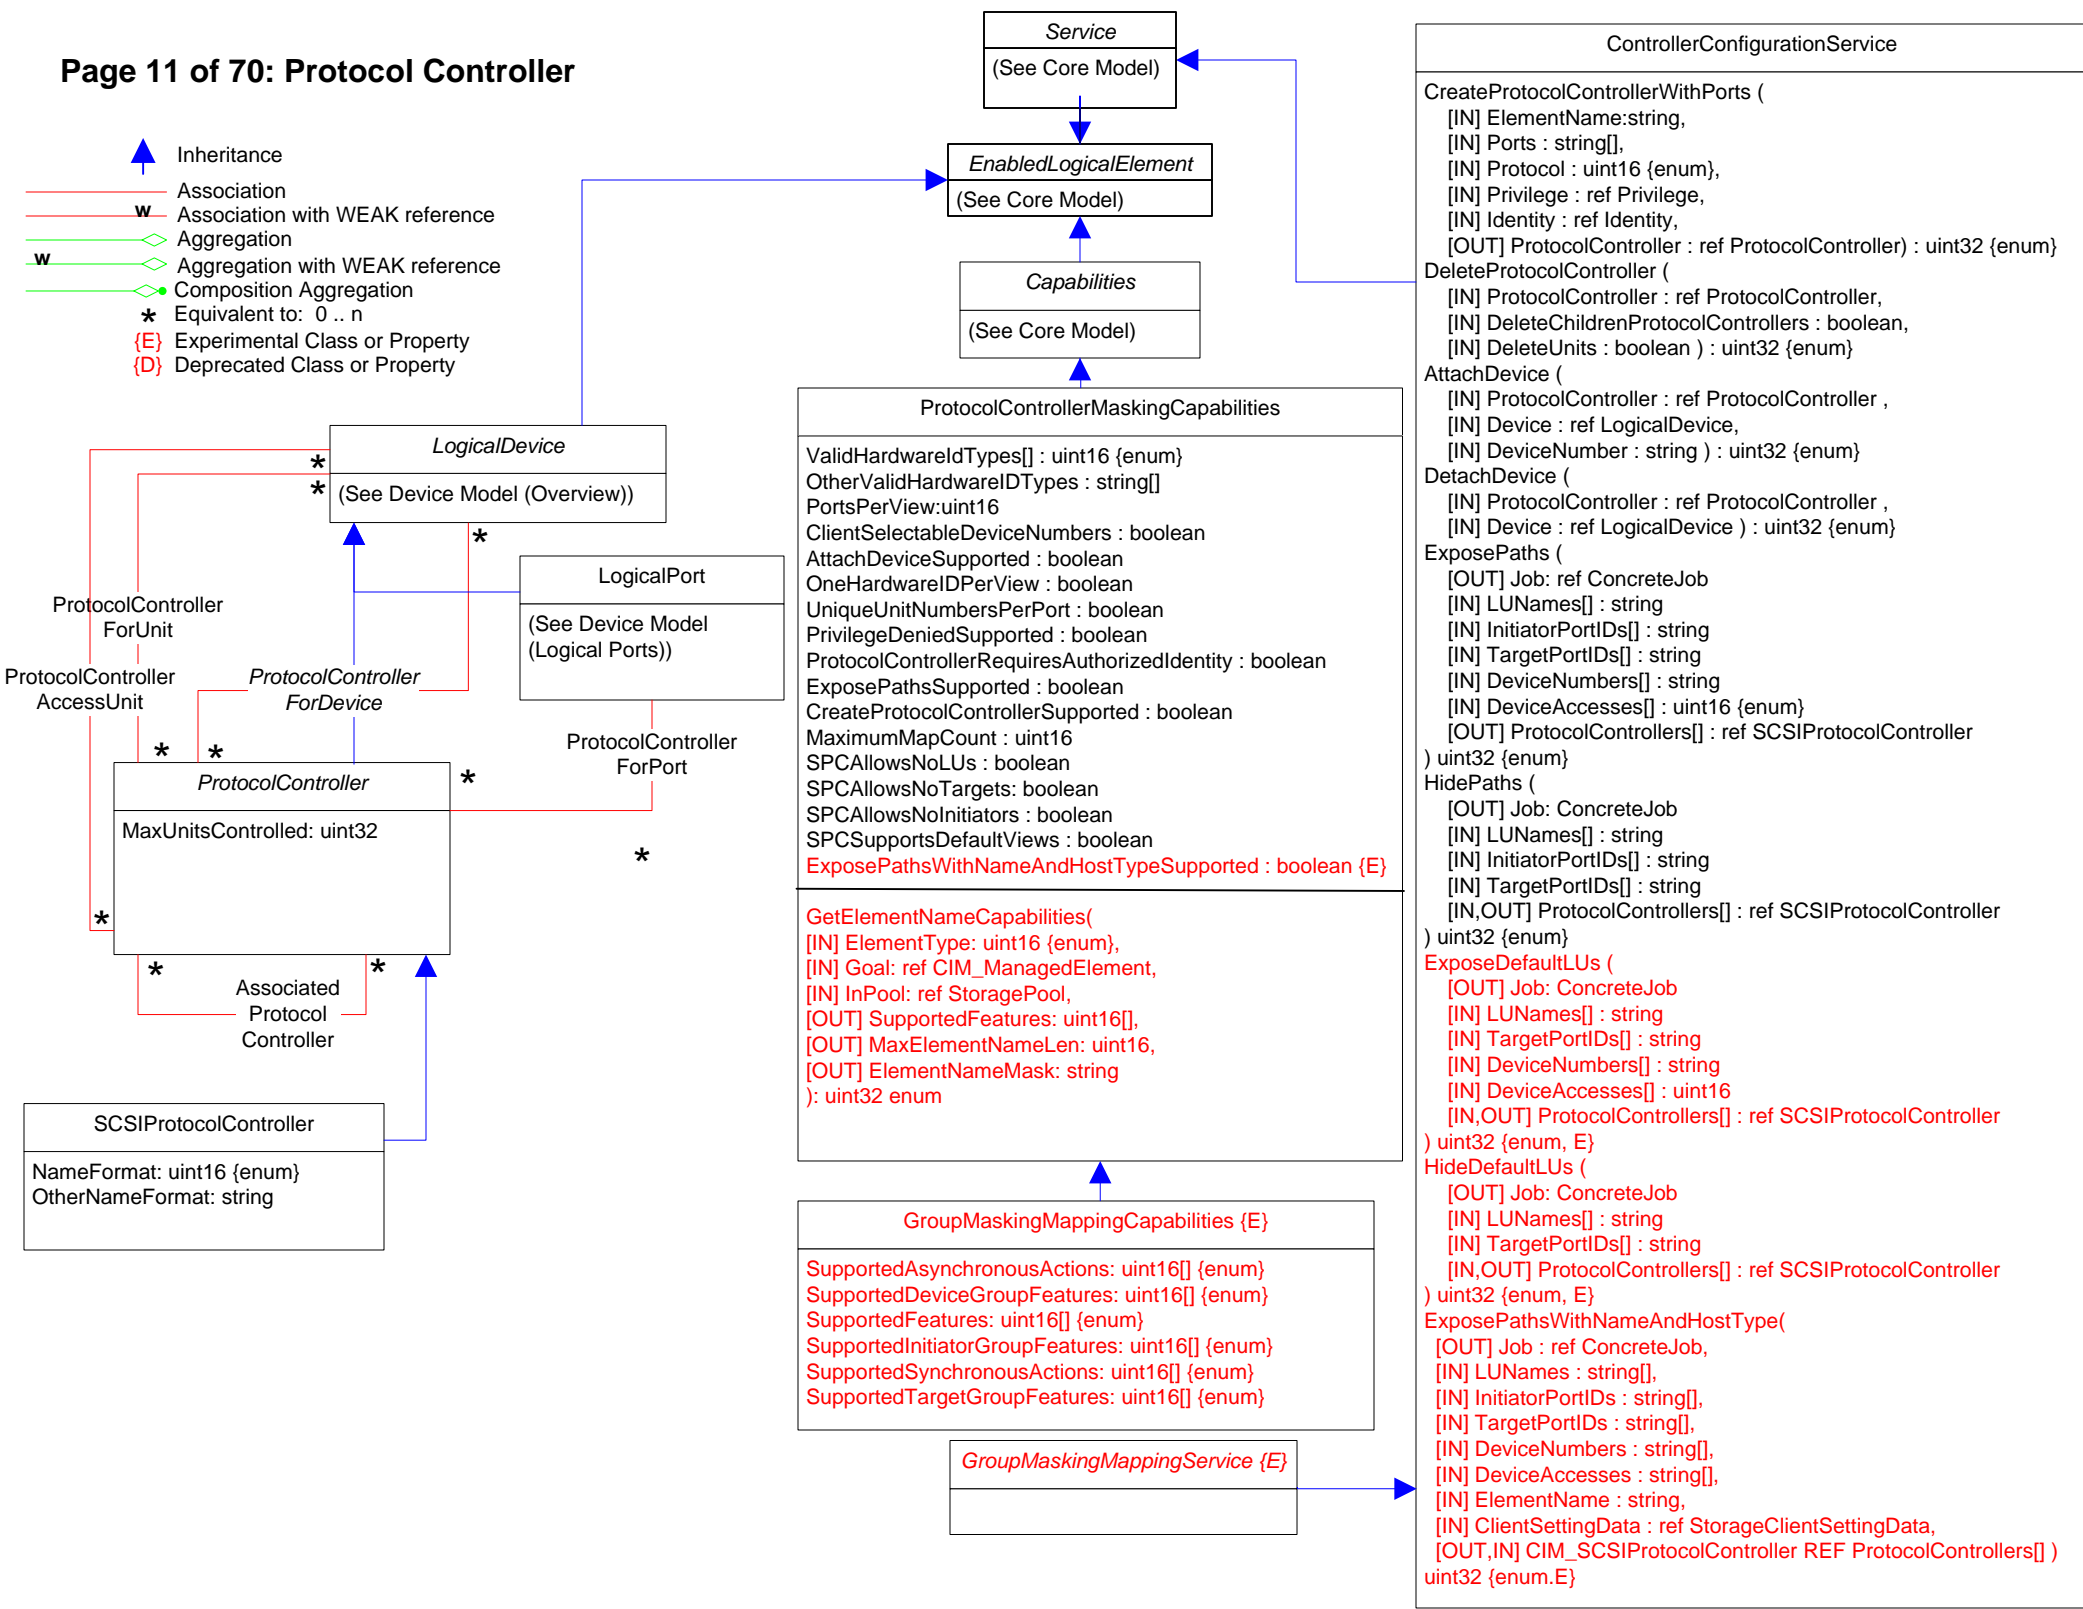 Page 11 of 70: Protocol Controller
Inheritance
Association
w
Association with WEAK reference
Aggregation
w
Aggregation with WEAK reference
Composition Aggregation
* Equivalent to: 0 .. n
{E} Experimental Class or Property
{D} Deprecated Class or Property
Service
(See Core Model)
EnabledLogicalElement
(See Core Model)
Capabilities
(See Core Model)
LogicalDevice
(See Device Model (Overview))
*
*
*
LogicalPort
(See Device Model
(Logical Ports))
ProtocolController
ForUnit
ProtocolController
AccessUnit
ProtocolController
ForDevice
ProtocolController
ForPort
*
*
*
*
ProtocolController
MaxUnitsControlled: uint32
*
*
*
Associated
Protocol
Controller
SCSIProtocolController
NameFormat: uint16 {enum}
OtherNameFormat: string
ProtocolControllerMaskingCapabilities
ValidHardwareIdTypes[] : uint16 {enum}
OtherValidHardwareIDTypes : string[]
PortsPerView:uint16
ClientSelectableDeviceNumbers : boolean
AttachDeviceSupported : boolean
OneHardwareIDPerView : boolean
UniqueUnitNumbersPerPort : boolean
PrivilegeDeniedSupported : boolean
ProtocolControllerRequiresAuthorizedIdentity : boolean
ExposePathsSupported : boolean
CreateProtocolControllerSupported : boolean
MaximumMapCount : uint16
SPCAllowsNoLUs : boolean
SPCAllowsNoTargets: boolean
SPCAllowsNoInitiators : boolean
SPCSupportsDefaultViews : boolean
ExposePathsWithNameAndHostTypeSupported : boolean {E}
GetElementNameCapabilities(
[IN] ElementType: uint16 {enum},
[IN] Goal: ref CIM_ManagedElement,
[IN] InPool: ref StoragePool,
[OUT] SupportedFeatures: uint16[],
[OUT] MaxElementNameLen: uint16,
[OUT] ElementNameMask: string
): uint32 enum
GroupMaskingMappingCapabilities {E}
SupportedAsynchronousActions: uint16[] {enum}
SupportedDeviceGroupFeatures: uint16[] {enum}
SupportedFeatures: uint16[] {enum}
SupportedInitiatorGroupFeatures: uint16[] {enum}
SupportedSynchronousActions: uint16[] {enum}
SupportedTargetGroupFeatures: uint16[] {enum}
GroupMaskingMappingService {E}
ControllerConfigurationService
CreateProtocolControllerWithPorts (
[IN] ElementName:string,
[IN] Ports : string[],
[IN] Protocol : uint16 {enum},
[IN] Privilege : ref Privilege,
[IN] Identity : ref Identity,
[OUT] ProtocolController : ref ProtocolController) : uint32 {enum}
DeleteProtocolController (
[IN] ProtocolController : ref ProtocolController,
[IN] DeleteChildrenProtocolControllers : boolean,
[IN] DeleteUnits : boolean ) : uint32 {enum}
AttachDevice (
[IN] ProtocolController : ref ProtocolController ,
[IN] Device : ref LogicalDevice,
[IN] DeviceNumber : string ) : uint32 {enum}
DetachDevice (
[IN] ProtocolController : ref ProtocolController ,
[IN] Device : ref LogicalDevice ) : uint32 {enum}
ExposePaths (
[OUT] Job: ref ConcreteJob
[IN] LUNames[] : string
[IN] InitiatorPortIDs[] : string
[IN] TargetPortIDs[] : string
[IN] DeviceNumbers[] : string
[IN] DeviceAccesses[] : uint16 {enum}
[OUT] ProtocolControllers[] : ref SCSIProtocolController
) uint32 {enum}
HidePaths (
[OUT] Job: ConcreteJob
[IN] LUNames[] : string
[IN] InitiatorPortIDs[] : string
[IN] TargetPortIDs[] : string
[IN,OUT] ProtocolControllers[] : ref SCSIProtocolController
) uint32 {enum}
ExposeDefaultLUs (
[OUT] Job: ConcreteJob
[IN] LUNames[] : string
[IN] TargetPortIDs[] : string
[IN] DeviceNumbers[] : string
[IN] DeviceAccesses[] : uint16
[IN,OUT] ProtocolControllers[] : ref SCSIProtocolController
) uint32 {enum, E}
HideDefaultLUs (
[OUT] Job: ConcreteJob
[IN] LUNames[] : string
[IN] TargetPortIDs[] : string
[IN,OUT] ProtocolControllers[] : ref SCSIProtocolController
) uint32 {enum, E}
ExposePathsWithNameAndHostType(
[OUT] Job : ref ConcreteJob,
[IN] LUNames : string[],
[IN] InitiatorPortIDs : string[],
[IN] TargetPortIDs : string[],
[IN] DeviceNumbers : string[],
[IN] DeviceAccesses : string[],
[IN] ElementName : string,
[IN] ClientSettingData : ref StorageClientSettingData,
[OUT,IN] CIM_SCSIProtocolController REF ProtocolControllers[] )
uint32 {enum.E}